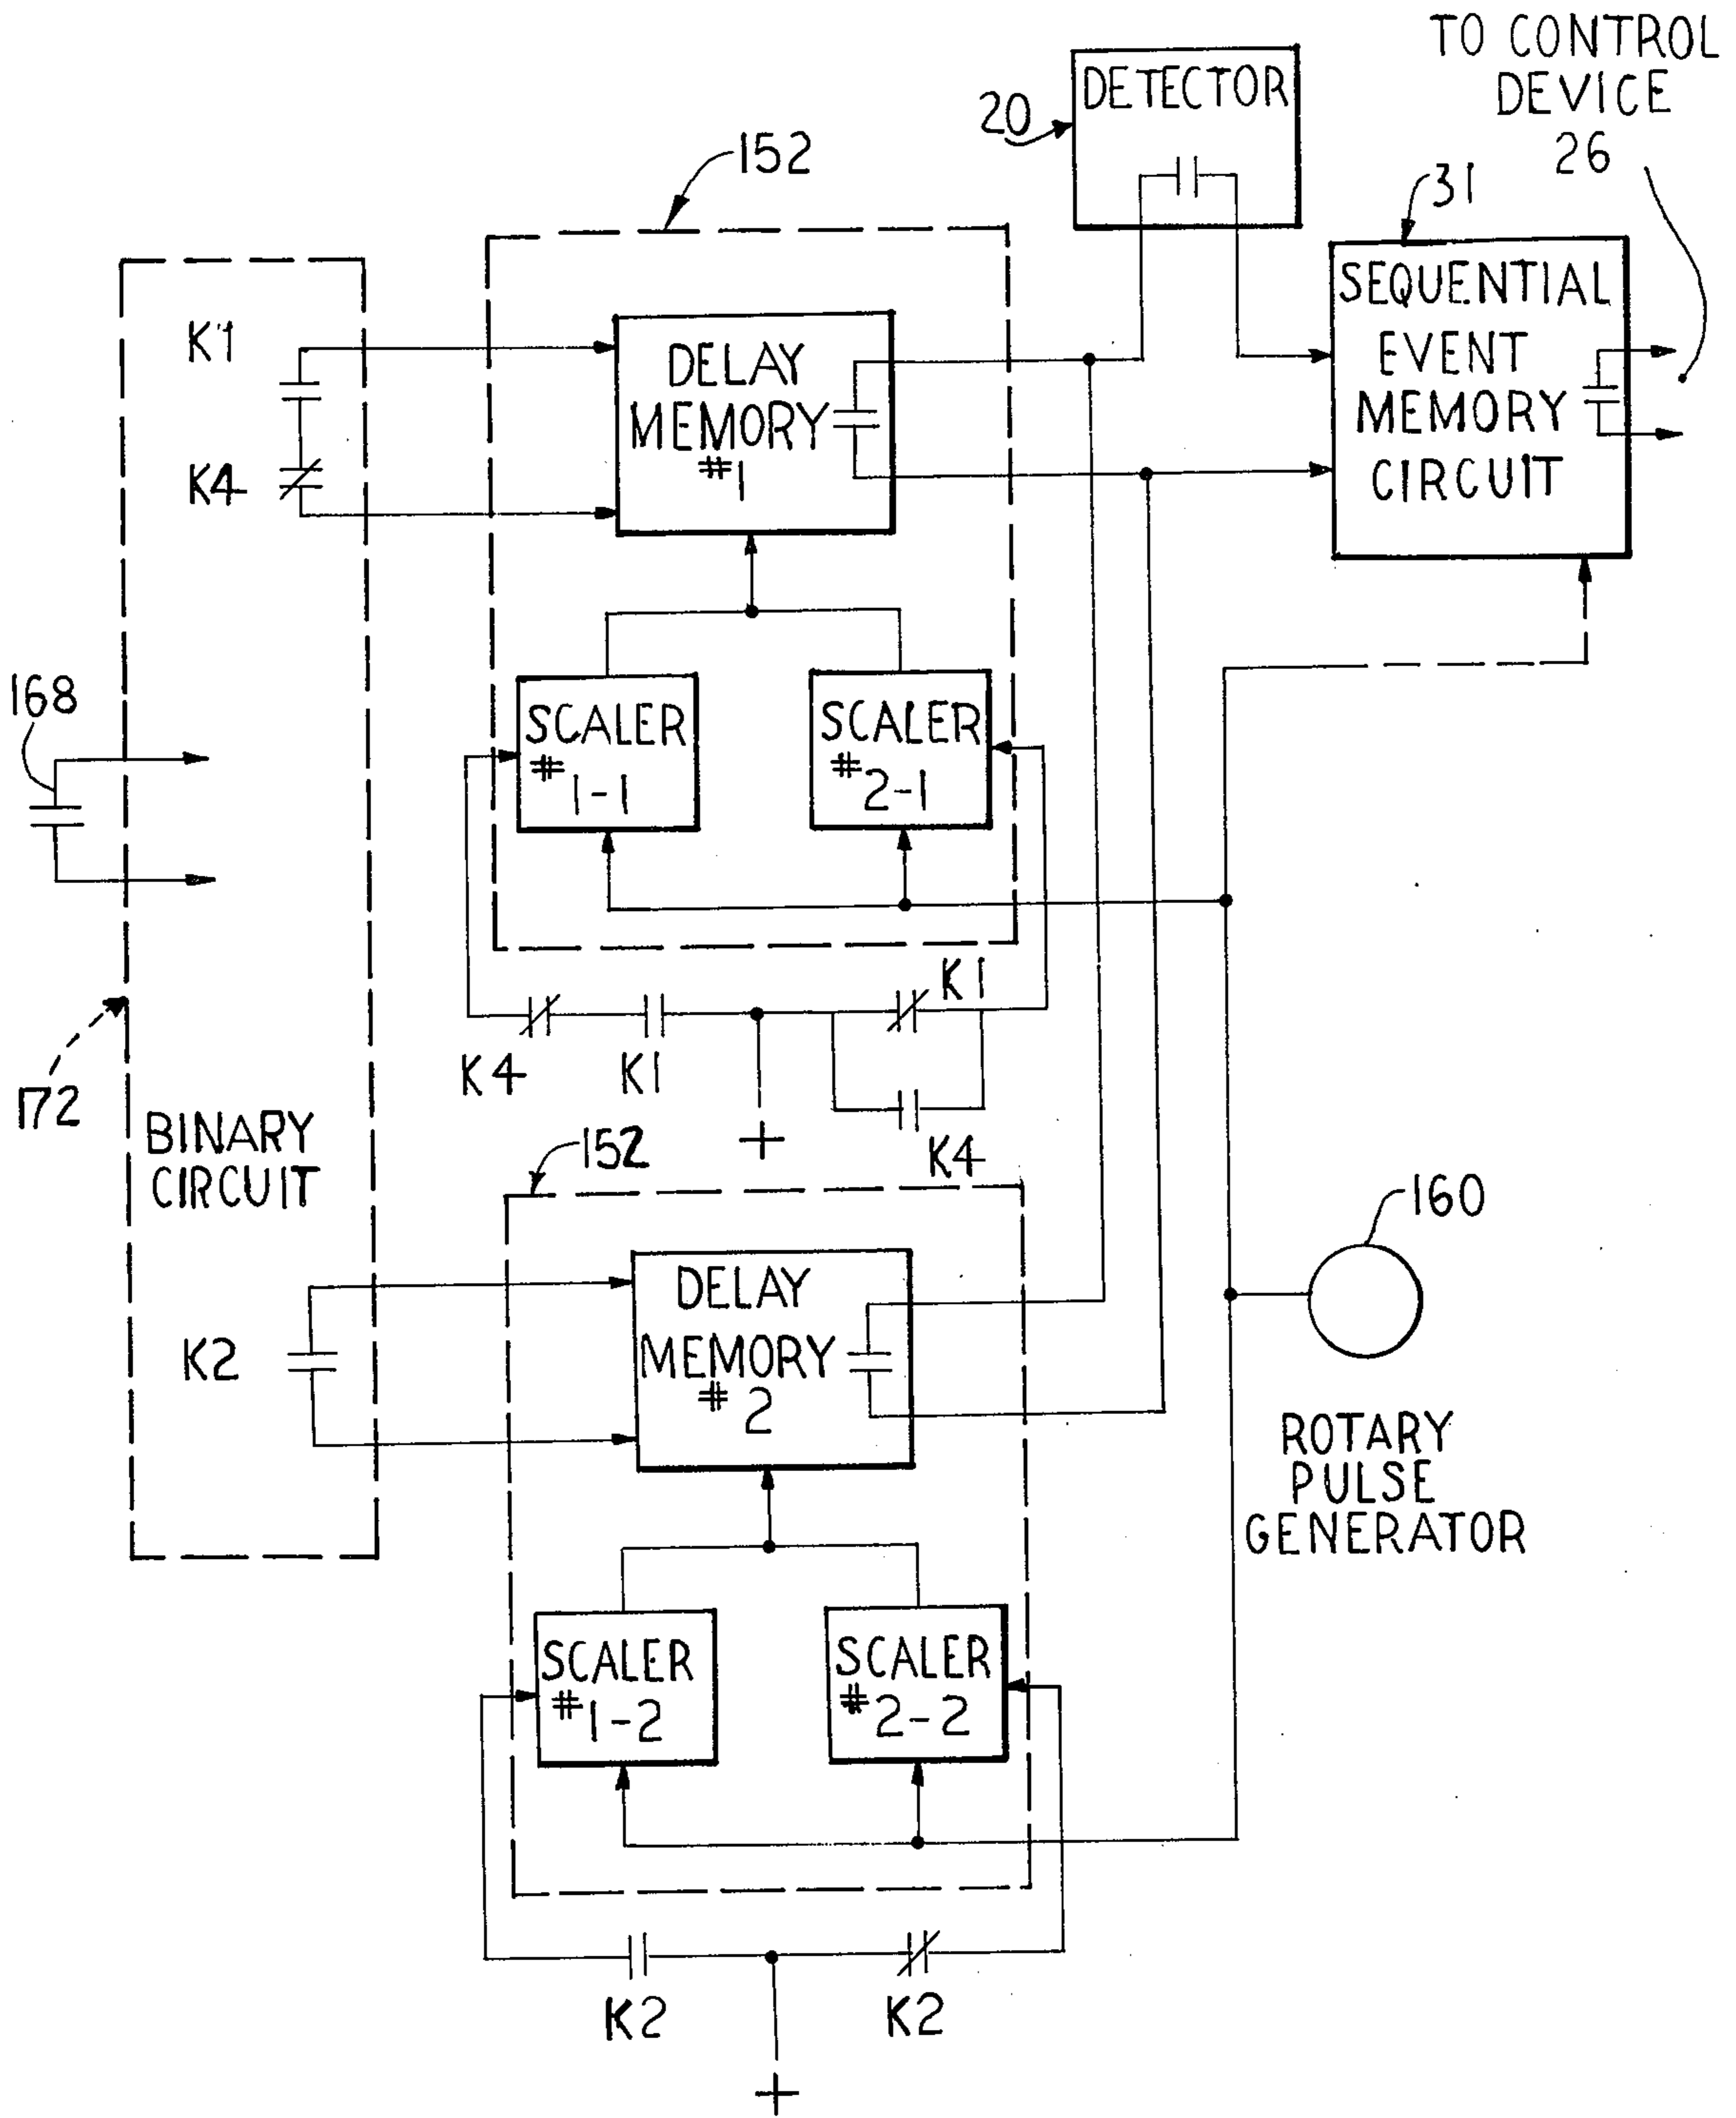 TO CONTROL
DEVICE
26
DETECTOR
20
152
31
SEQUENTIAL
EVENT
MEMORY
CIRCUIT
K1
K4
DELAY
MEMORY
#1
168
SCALER
#1-1
SCALER
#2-1
K4
K1
K1
K4
+
172
BINARY
CIRCUIT
152
160
ROTARY
PULSE
GENERATOR
K2
DELAY
MEMORY
#2
SCALER
#1-2
SCALER
#2-2
K2
K2
+